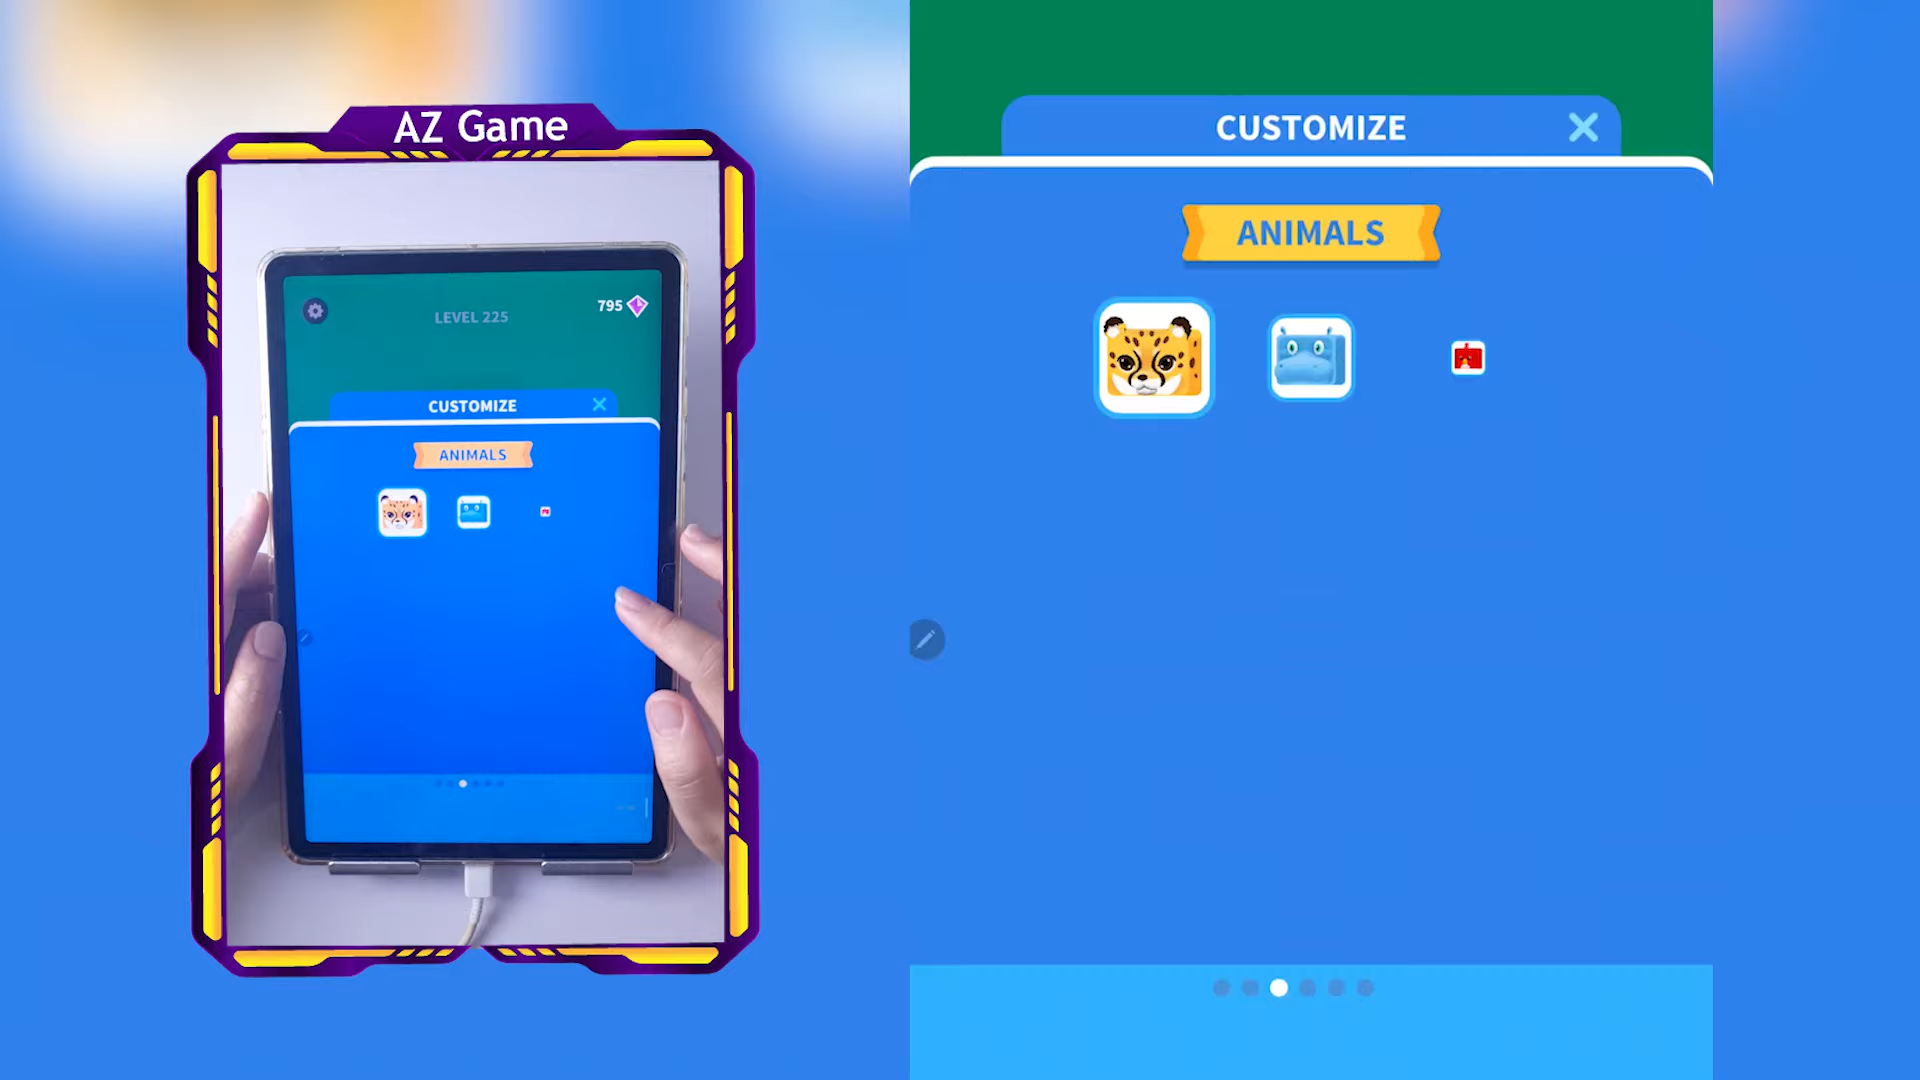 AZ Game
LEVEL 225
795
CUSTOMIZE
ANIMALS
CUSTOMIZE
ANIMALS